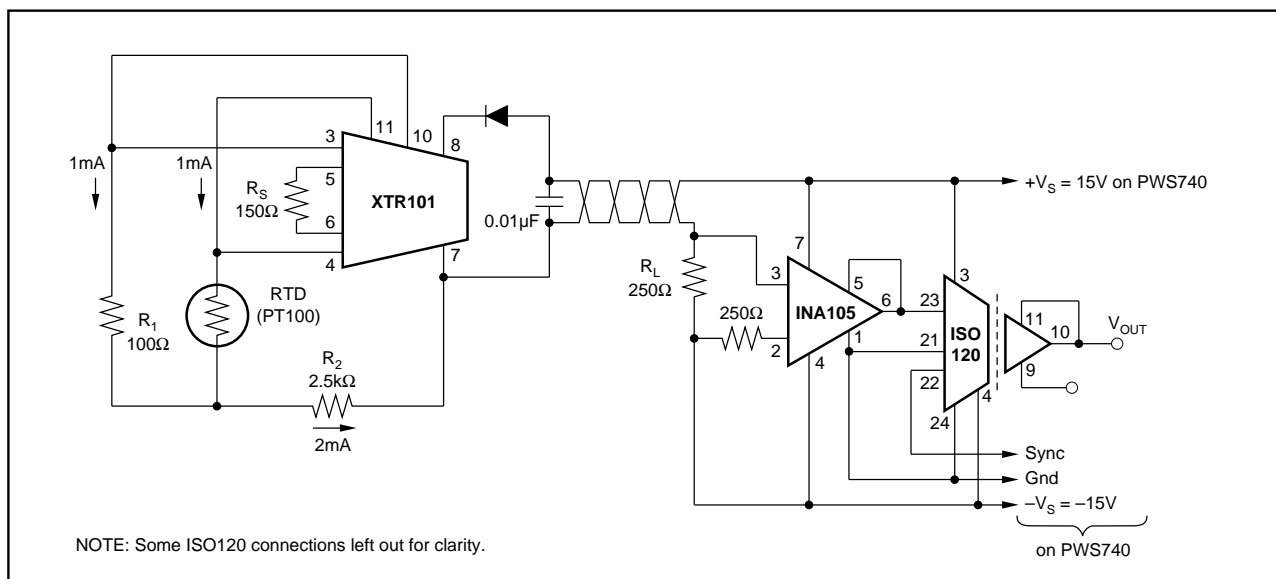 1mA
1mA
3
11
10
8
5
R_S
150Ω
6
4
XTR101
7
0.01µF
RTD
(PT100)
R_1
100Ω
R_2
2.5kΩ
2mA
+V_S = 15V on PWS740
R_L
250Ω
250Ω
3
2
7
INA105
5
6
1
4
23
21
22
24
3
ISO
120
4
11
10
9
V_OUT
Sync
Gnd
–V_S = –15V
on PWS740
NOTE: Some ISO120 connections left out for clarity.